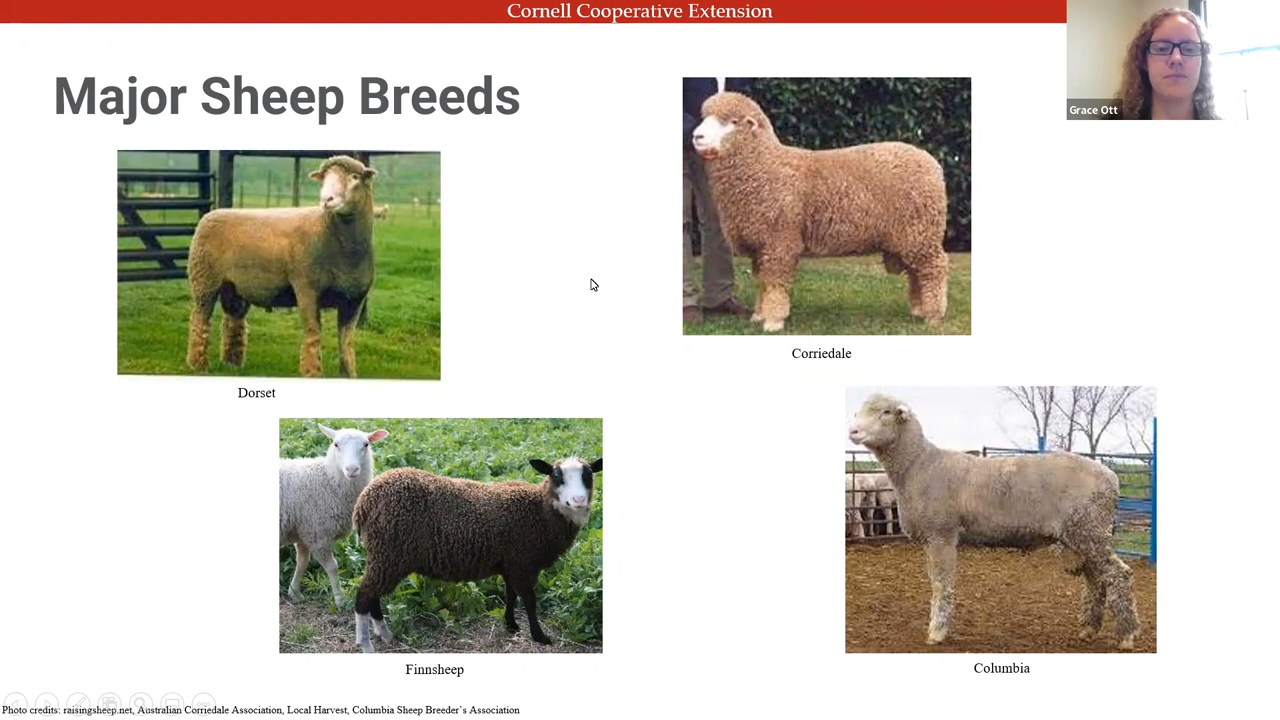 Cornell Cooperative Extension
Grace Ott
Major Sheep Breeds
Corriedale
Dorset
Finnsheep
Columbia
Photo credits: raisingsheep.net, Australian Corriedale Association, Local Harvest, Columbia Sheep Breeder's Association